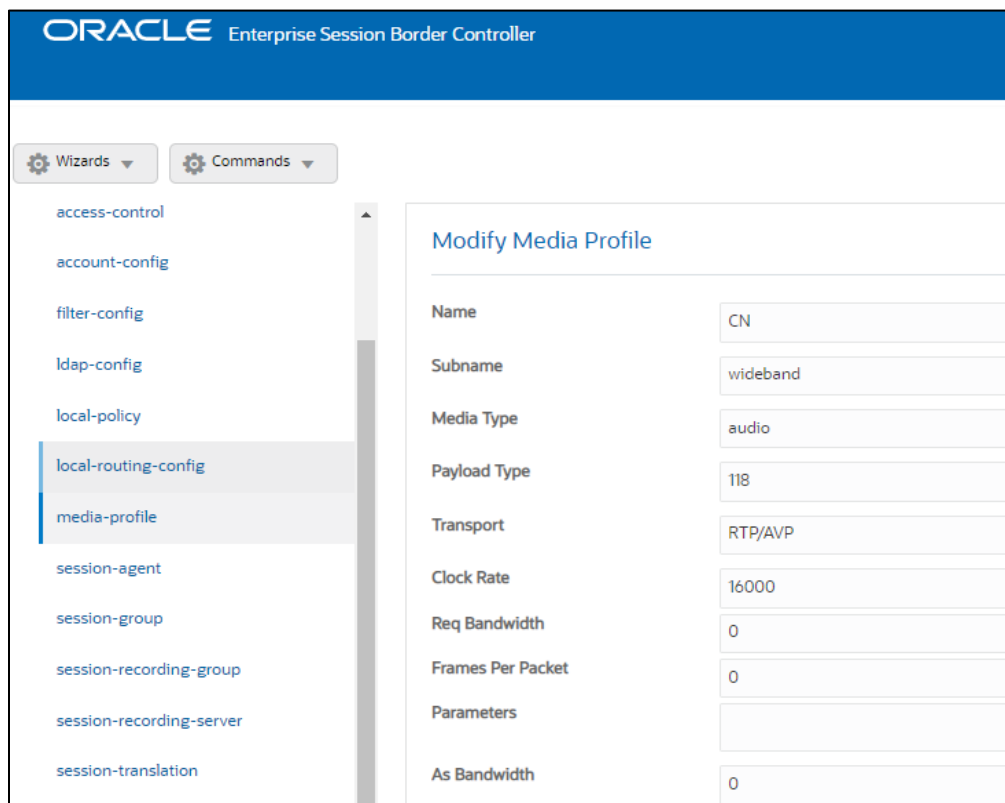 ORACLE Enterprise Session Border Controller
Wizards
Commands
access-control
account-config
filter-config
ldap-config
local-policy
local-routing-config
media-profile
session-agent
session-group
session-recording-group
session-recording-server
session-translation
Modify Media Profile
Name CN
Subname wideband
Media Type audio
Payload Type 118
Transport RTP/AVP
Clock Rate 16000
Req Bandwidth 0
Frames Per Packet 0
Parameters
As Bandwidth 0